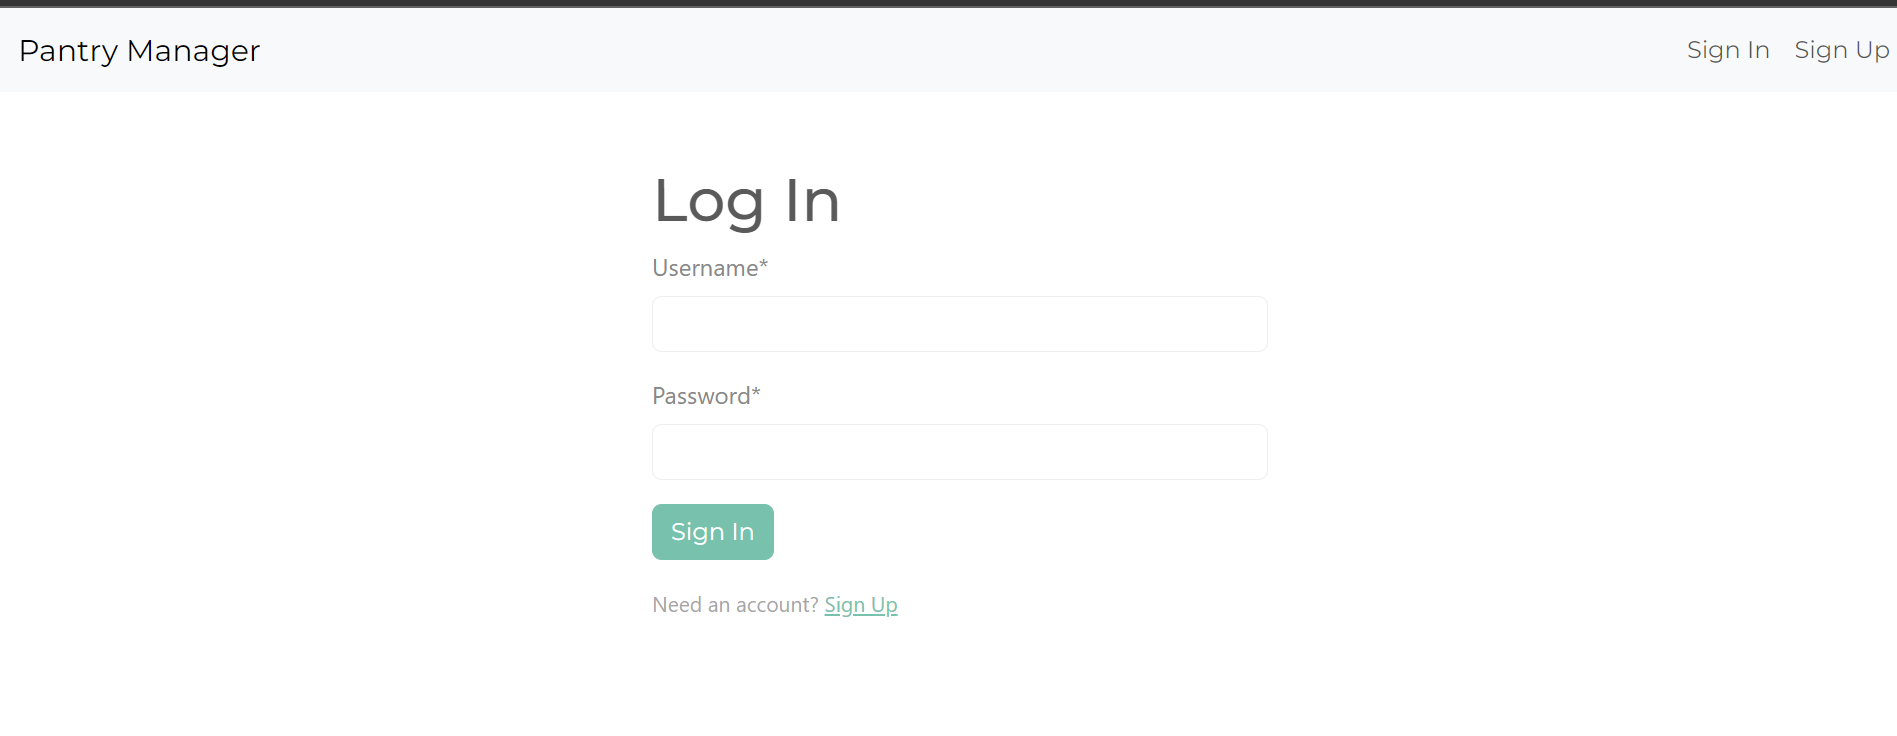 Pantry Manager Sign In Sign Up
Log In
Username*
Password*
Sign In
Need an account? Sign Up